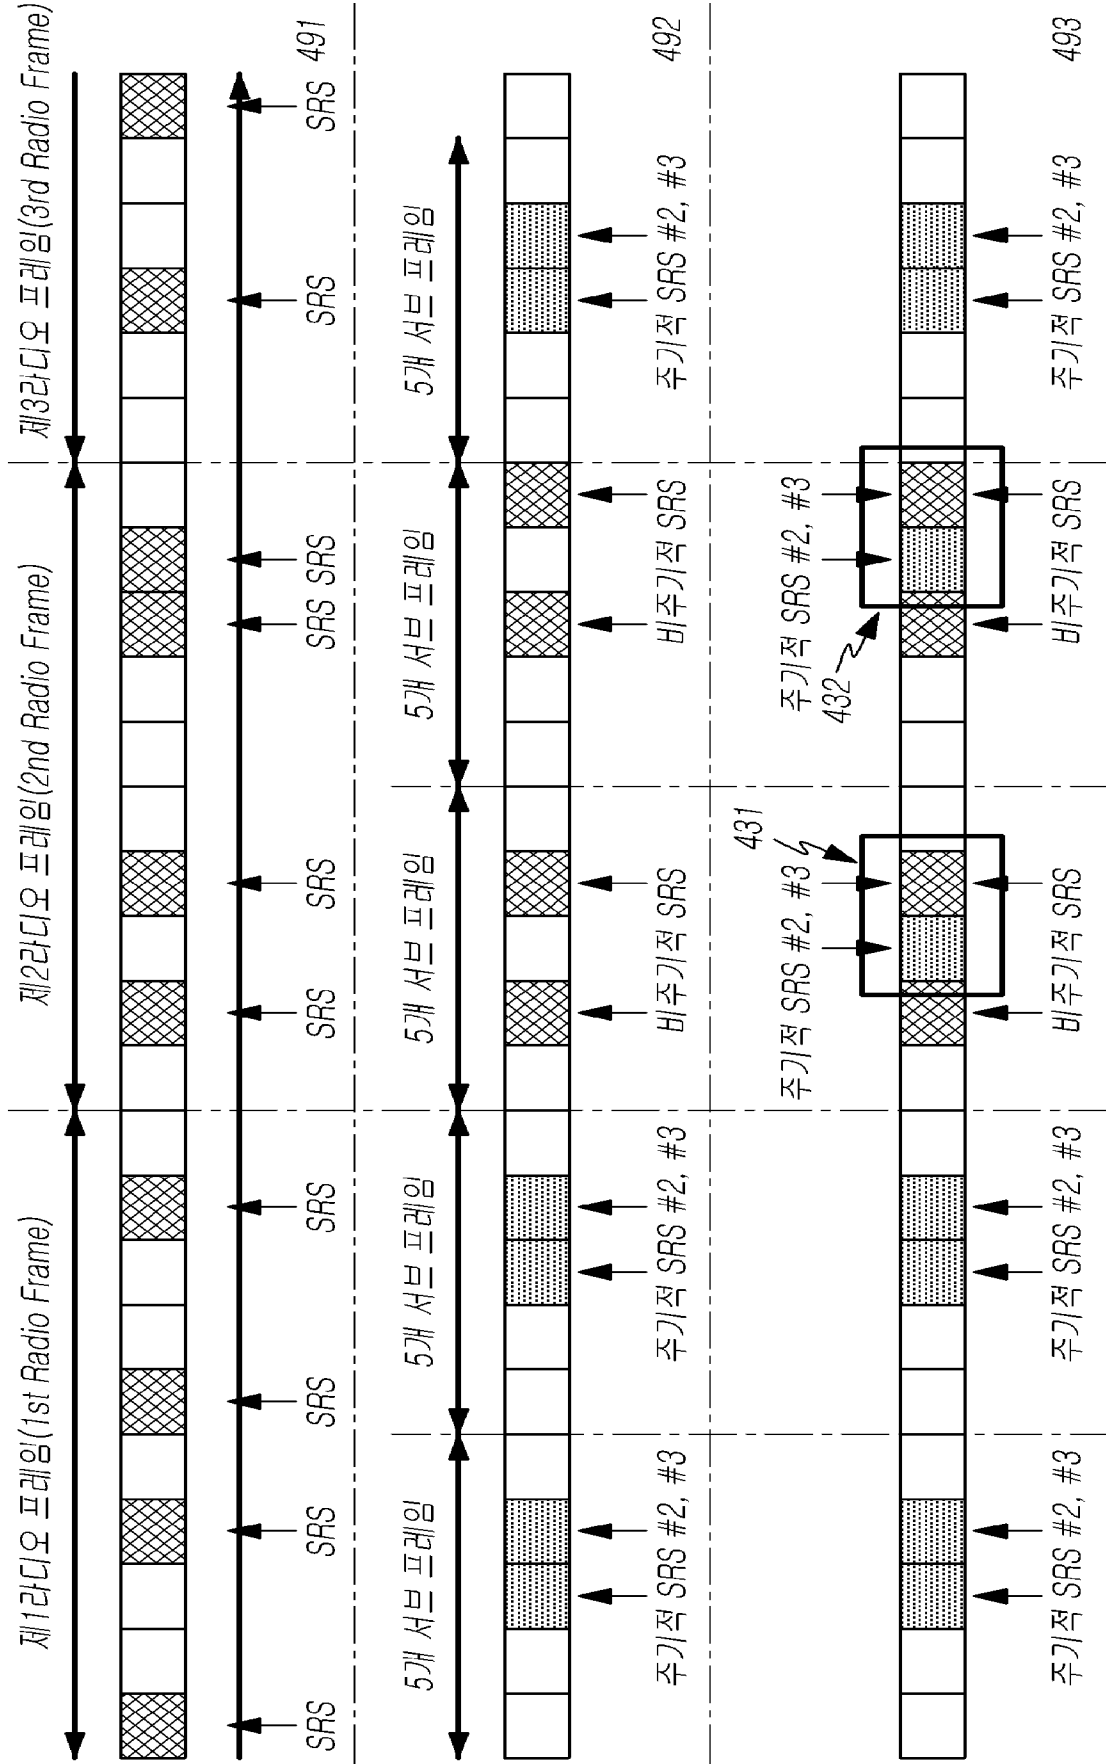 제1라디오 프레임(1st Radio Frame) 제2라디오 프레임(2nd Radio Frame) 제3라디오 프레임(3rd Radio Frame)
SRS SRS SRS SRS SRS SRS SRS SRS SRS SRS 491
5개 서브프레임 5개 서브프레임 5개 서브프레임 5개 서브프레임 5개 서브프레임
주기적 SRS #2, #3 주기적 SRS #2, #3 비주기적 SRS 비주기적 SRS 주기적 SRS #2, #3 492
431
주기적 SRS #2, #3 주기적 SRS #2, #3
432
주기적 SRS #2, #3 주기적 SRS #2, #3 비주기적 SRS 비주기적 SRS 주기적 SRS #2, #3 493